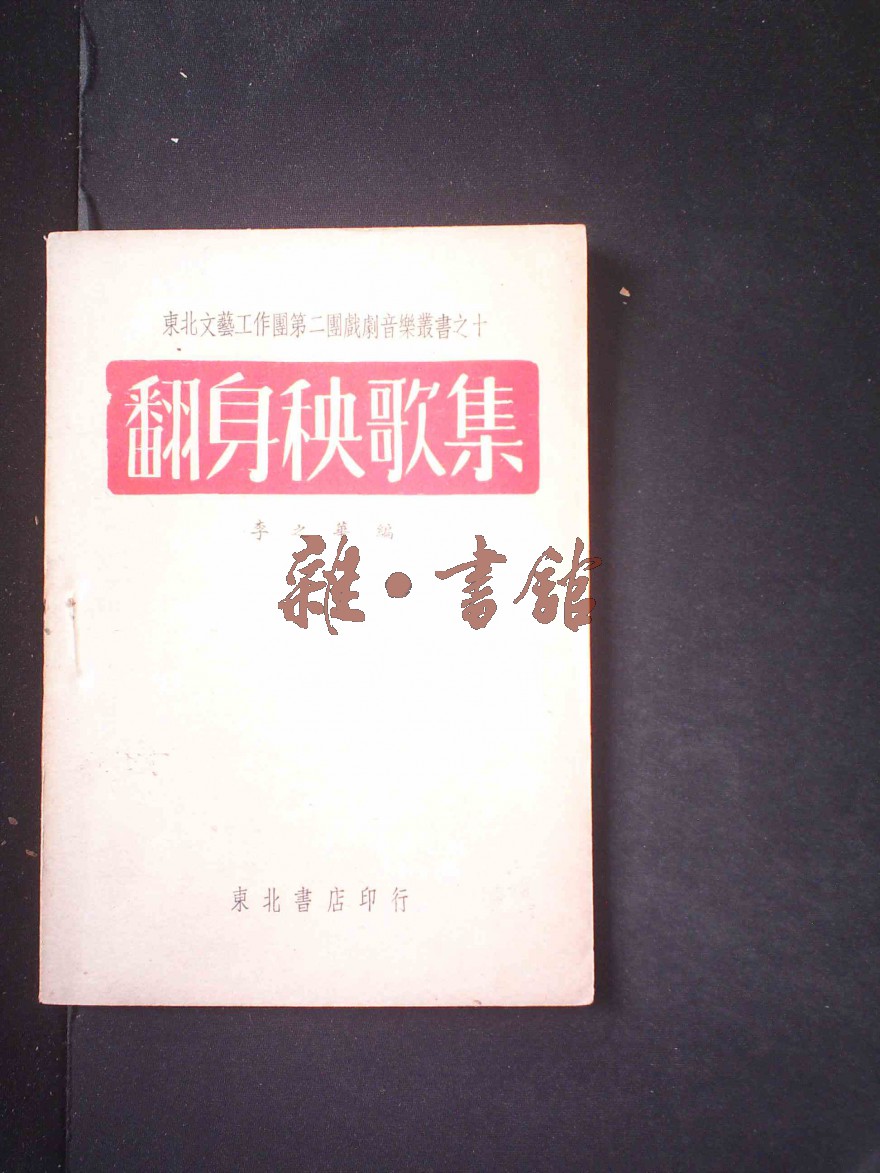 東北文藝工作團第二團戲劇音樂叢書之十
翻身秧歌集
李之華編
雜·書館
東北書店印行